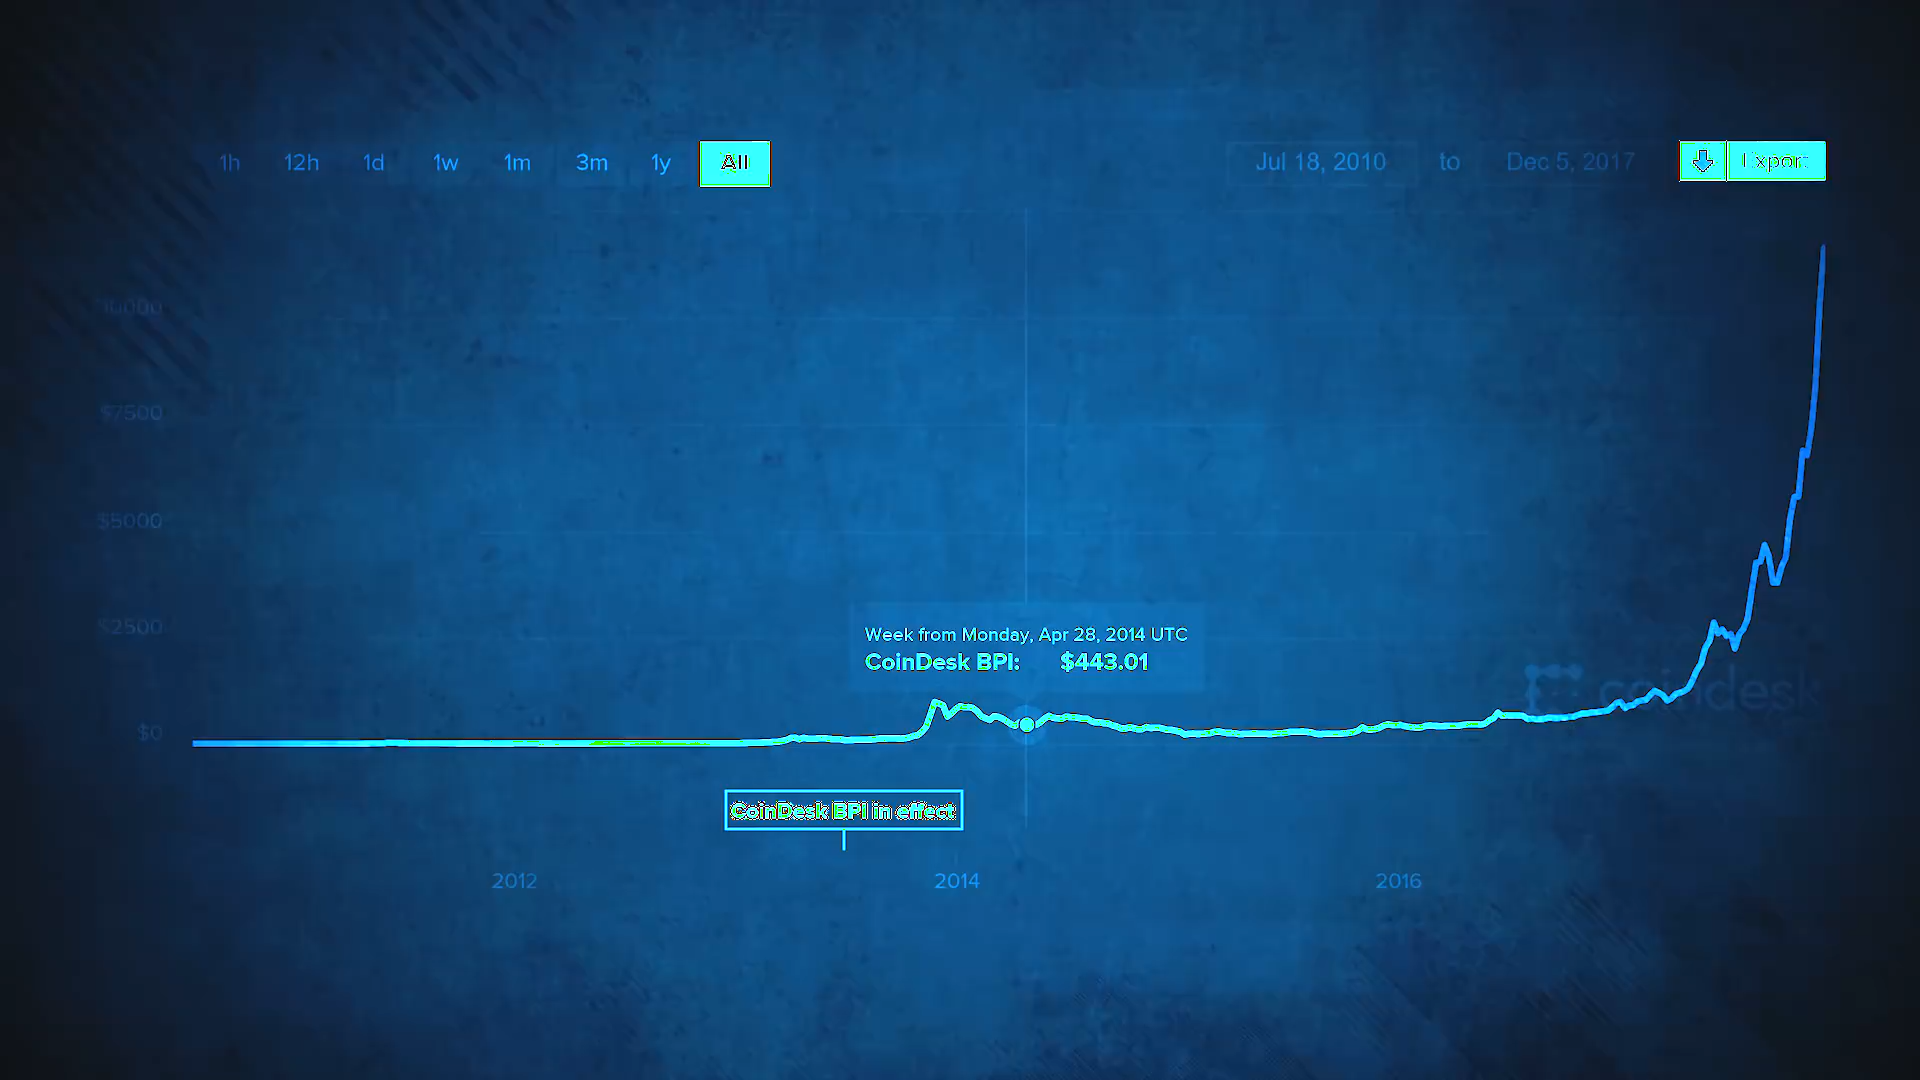 1h 12h 1d 1w 1m 3m 1y All Jul 18, 2010 to Dec 5, 2017 Export
10000
$7500
$5000
$2500
Week from Monday, Apr 28, 2014 UTC
CoinDesk BPI: $443.01
coindesk
$0
CoinDesk BPI in effect
2012 2014 2016